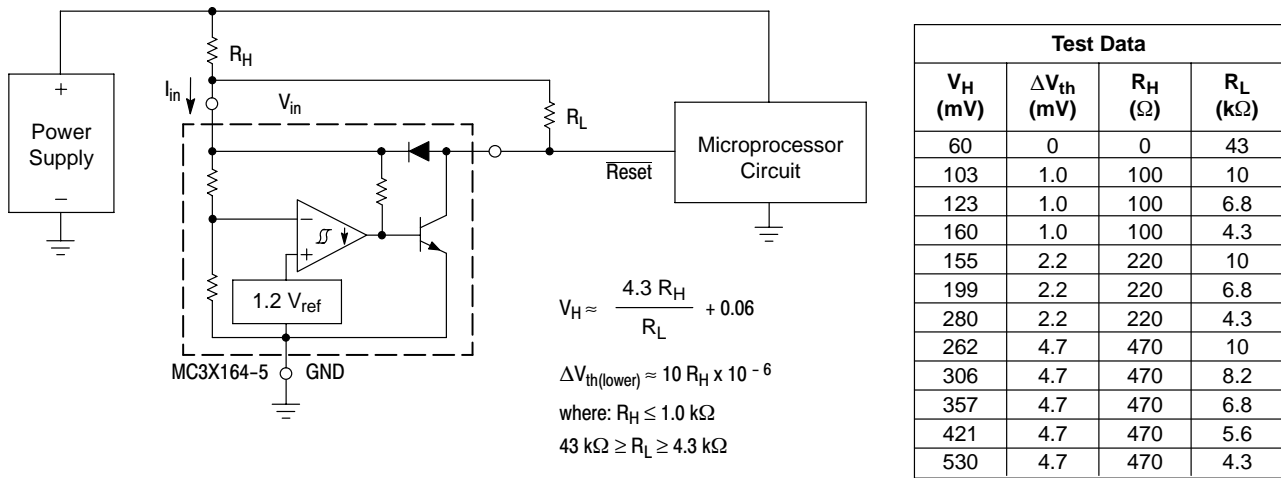 R_H
I_in
V_in
R_L
+
Power
Supply
−
Reset
Microprocessor
Circuit
−
+
1.2 V_ref
MC3X164-5
GND
V_H ≈ 4.3 R_H / R_L + 0.06
ΔV_th(lower) ≈ 10 R_H x 10^−6
where: R_H ≤ 1.0 kΩ
43 kΩ ≥ R_L ≥ 4.3 kΩ
Test Data
V_H (mV) ΔV_th (mV) R_H (Ω) R_L (kΩ)
60 0 0 43
103 1.0 100 10
123 1.0 100 6.8
160 1.0 100 4.3
155 2.2 220 10
199 2.2 220 6.8
280 2.2 220 4.3
262 4.7 470 10
306 4.7 470 8.2
357 4.7 470 6.8
421 4.7 470 5.6
530 4.7 470 4.3